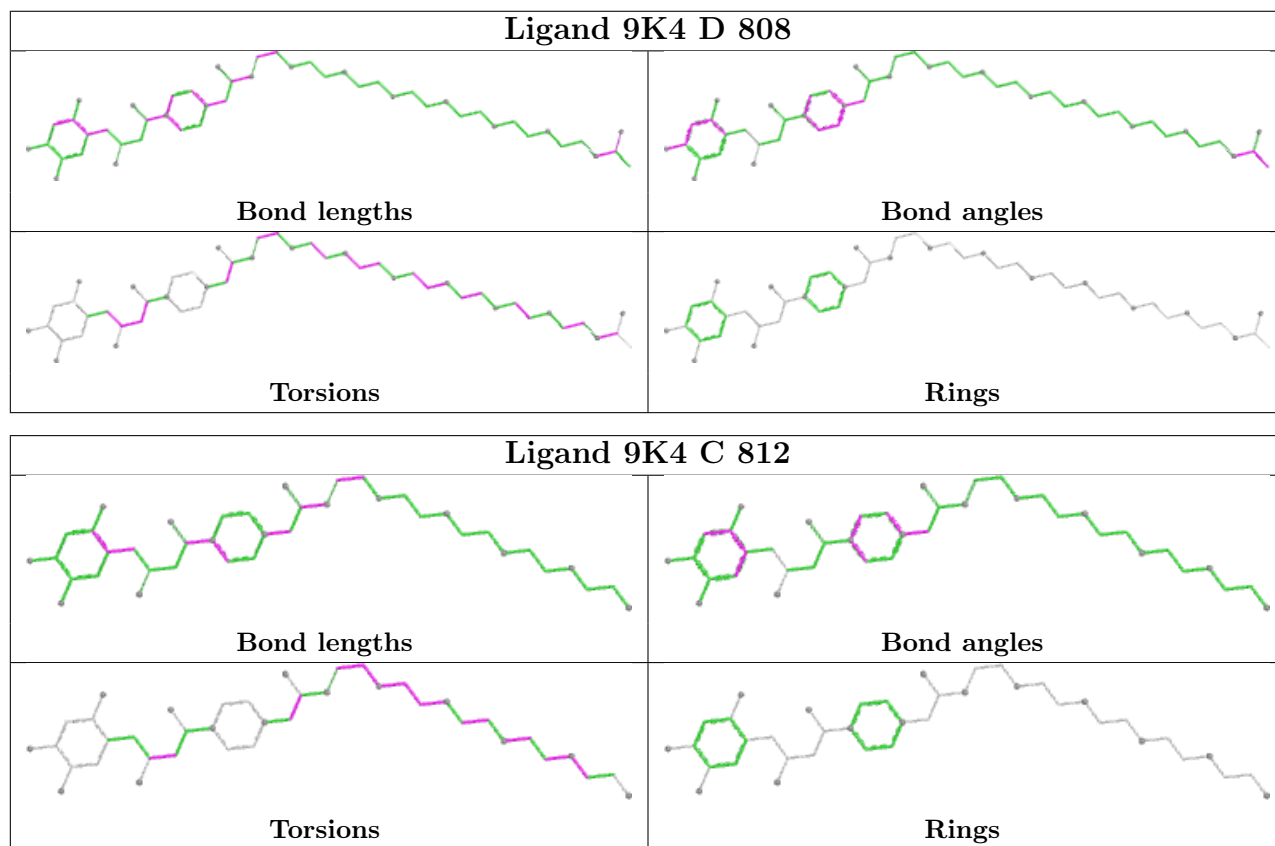 Ligand 9K4 D 808
Bond lengths
Bond angles
Torsions
Rings
Ligand 9K4 C 812
Bond lengths
Bond angles
Torsions
Rings